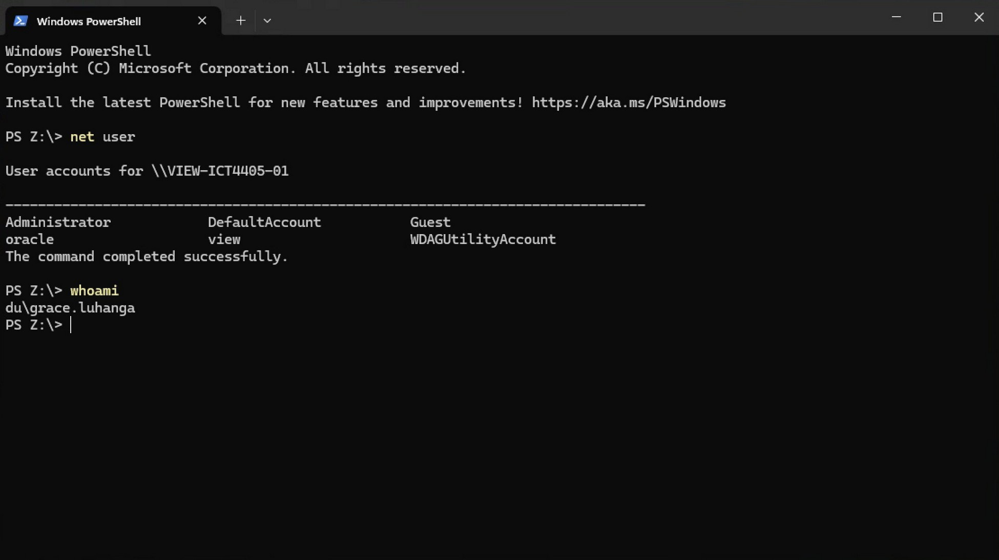 Windows PowerShell
Windows PowerShell
Copyright (C) Microsoft Corporation. All rights reserved.
Install the latest PowerShell for new features and improvements! https://aka.ms/PSWindows
PS Z:\> net user
User accounts for \\VIEW-ICT4405-01
-------------------------------------------------------------------------------
Administrator            DefaultAccount           Guest
oracle                   view                     WDAGUtilityAccount
The command completed successfully.
PS Z:\> whoami
du\grace.luhanga
PS Z:\>